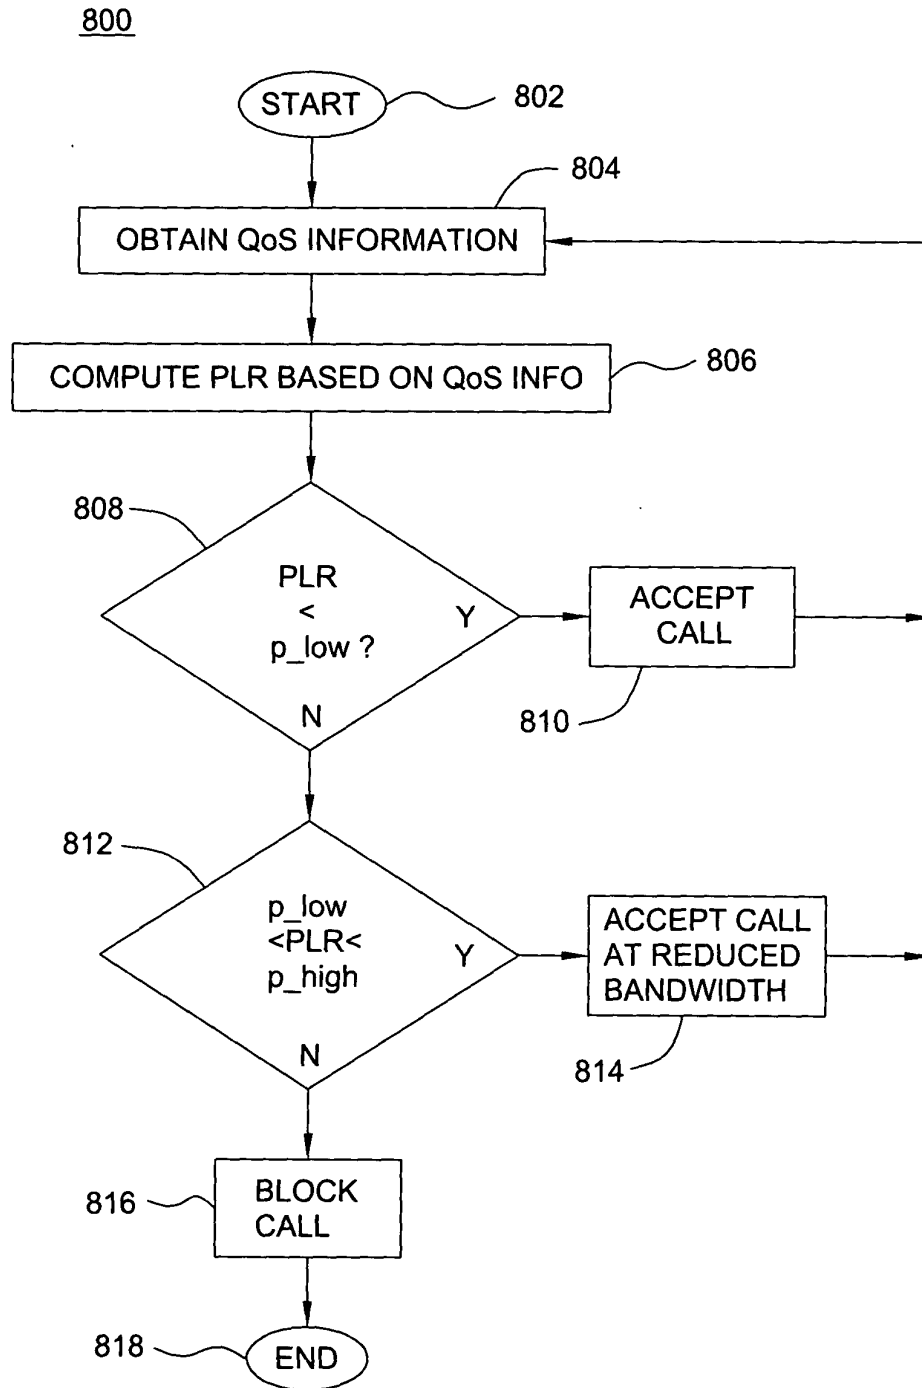 800
START
802
804
OBTAIN QoS INFORMATION
806
COMPUTE PLR BASED ON QoS INFO
808
PLR
<
p_low ?
Y
N
ACCEPT
CALL
810
812
p_low
<PLR<
p_high
Y
N
ACCEPT CALL
AT REDUCED
BANDWIDTH
814
816
BLOCK
CALL
818
END